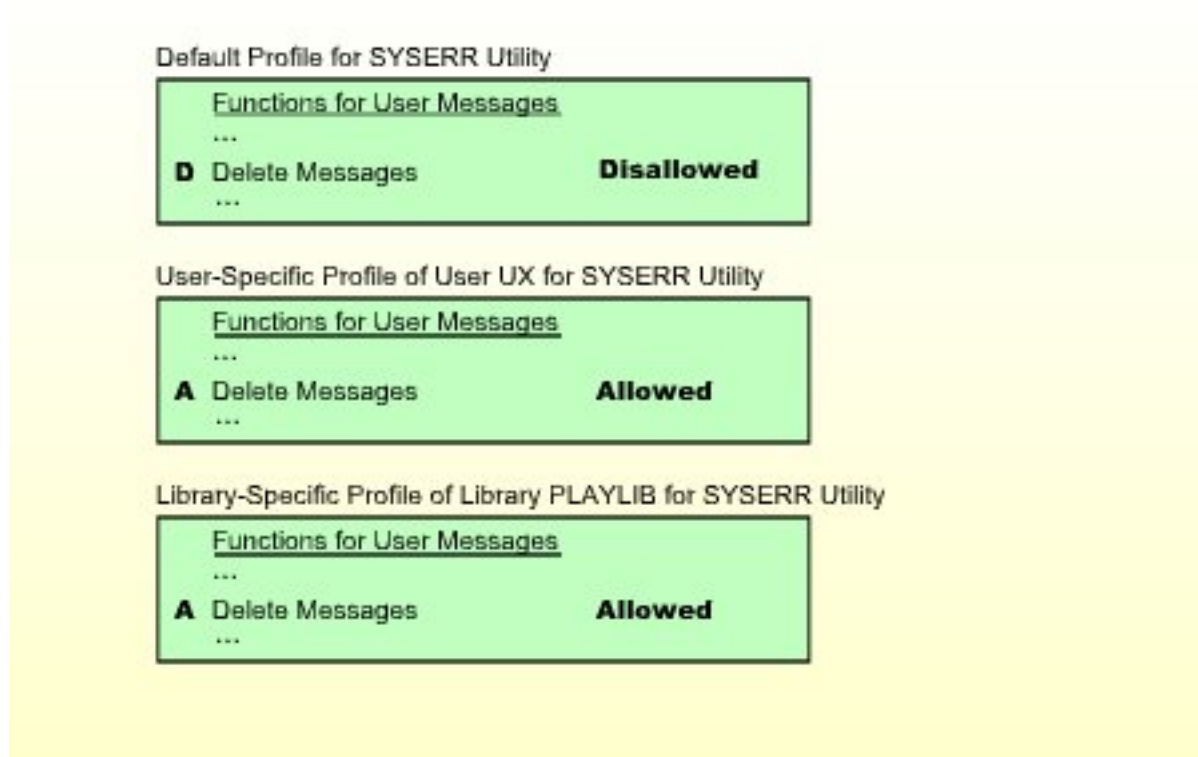 Default Profile for SYSERR Utility
Functions for User Messages
...
D Delete Messages Disallowed
...
User-Specific Profile of User UX for SYSERR Utility
Functions for User Messages
...
A Delete Messages Allowed
...
Library-Specific Profile of Library PLAYLIB for SYSERR Utility
Functions for User Messages
...
A Delete Messages Allowed
...